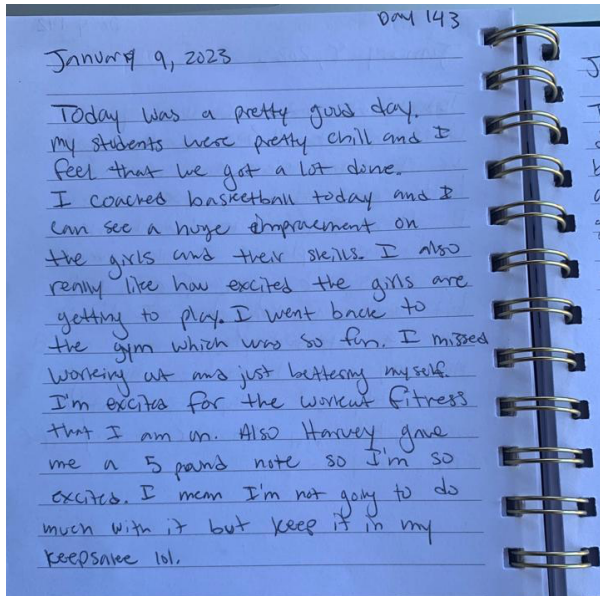 Day 143
January 9, 2023
Today was a pretty good day.
my students were pretty chill and I
feel that we got a lot done.
I coached basketball today and I
can see a huge improvement on
the girls and their skills. I also
really like how excited the girls are
getting to play. I went back to
the gym which was so fun. I missed
working out and just bettering myself.
I'm excited for the workout fitness
that I am on. Also Harvey gave
me a 5 pound note so I'm so
excited. I mean I'm not going to do
much with it but keep it in my
keepsake lol.